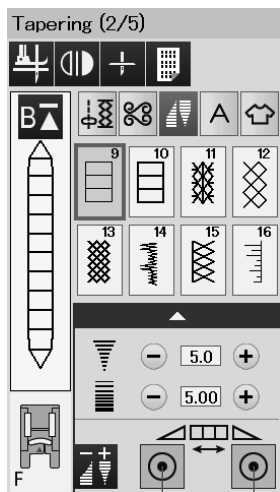 Tapering (2/5)
B
A
9 10 11 12
13 14 15 16
− 5.0 +
− 5.00 +
− +
F